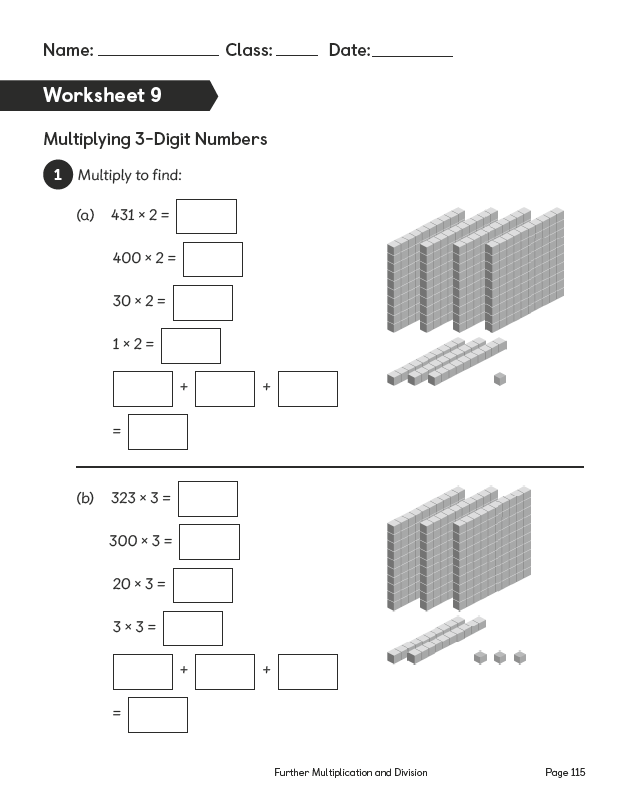 Name: Class: Date:
Worksheet 9
Multiplying 3-Digit Numbers
1 Multiply to find:
(a) 431 × 2 =
400 × 2 =
30 × 2 =
1 × 2 =
+ +
=
(b) 323 × 3 =
300 × 3 =
20 × 3 =
3 × 3 =
+ +
=
Further Multiplication and Division Page 115